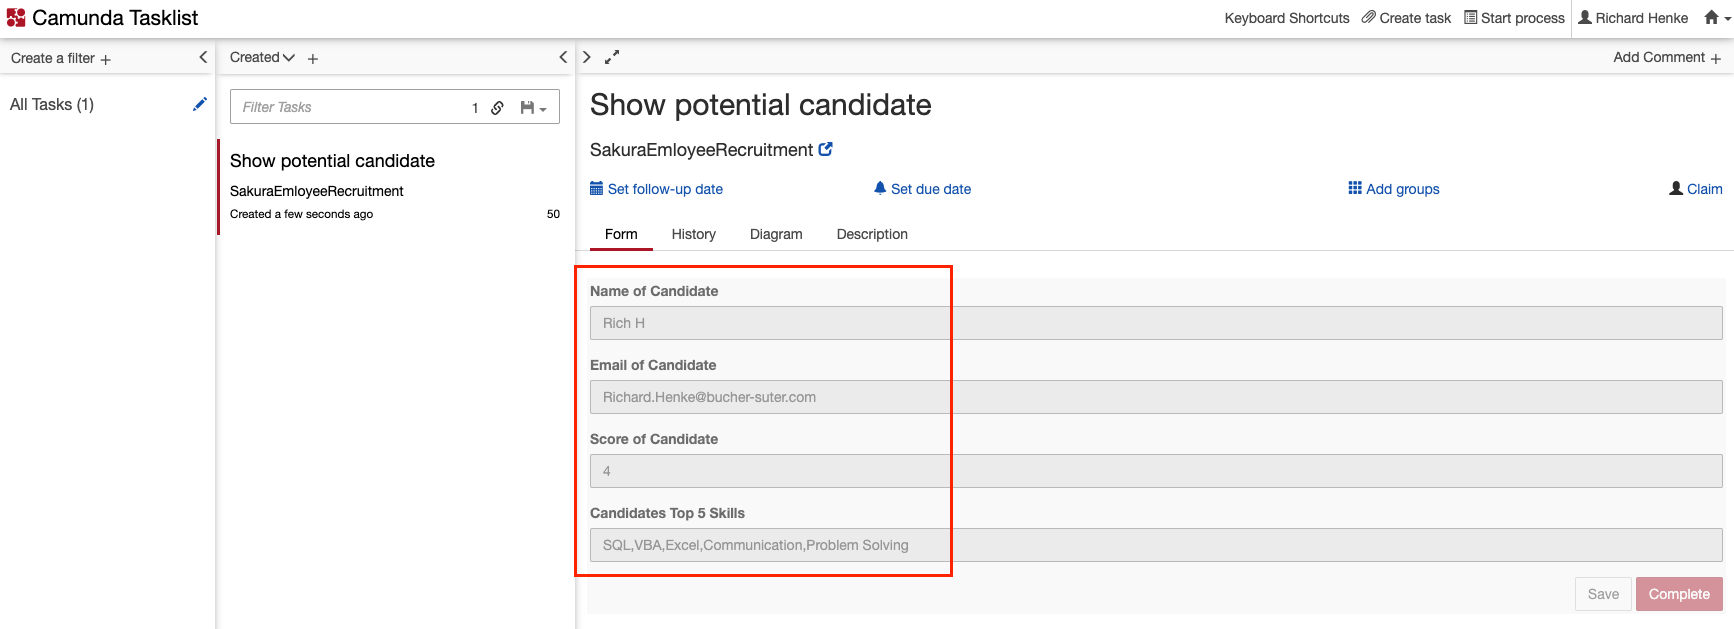 Camunda Tasklist
Keyboard Shortcuts Create task Start process Richard Henke
Create a filter +
Created +
Add Comment +
All Tasks (1)
Filter Tasks 1
Show potential candidate
SakuraEmloyeeRecruitment
Created a few seconds ago 50
Show potential candidate
SakuraEmloyeeRecruitment
Set follow-up date Set due date Add groups Claim
Form History Diagram Description
Name of Candidate
Rich H
Email of Candidate
Richard.Henke@bucher-suter.com
Score of Candidate
4
Candidates Top 5 Skills
SQL,VBA,Excel,Communication,Problem Solving
Save Complete